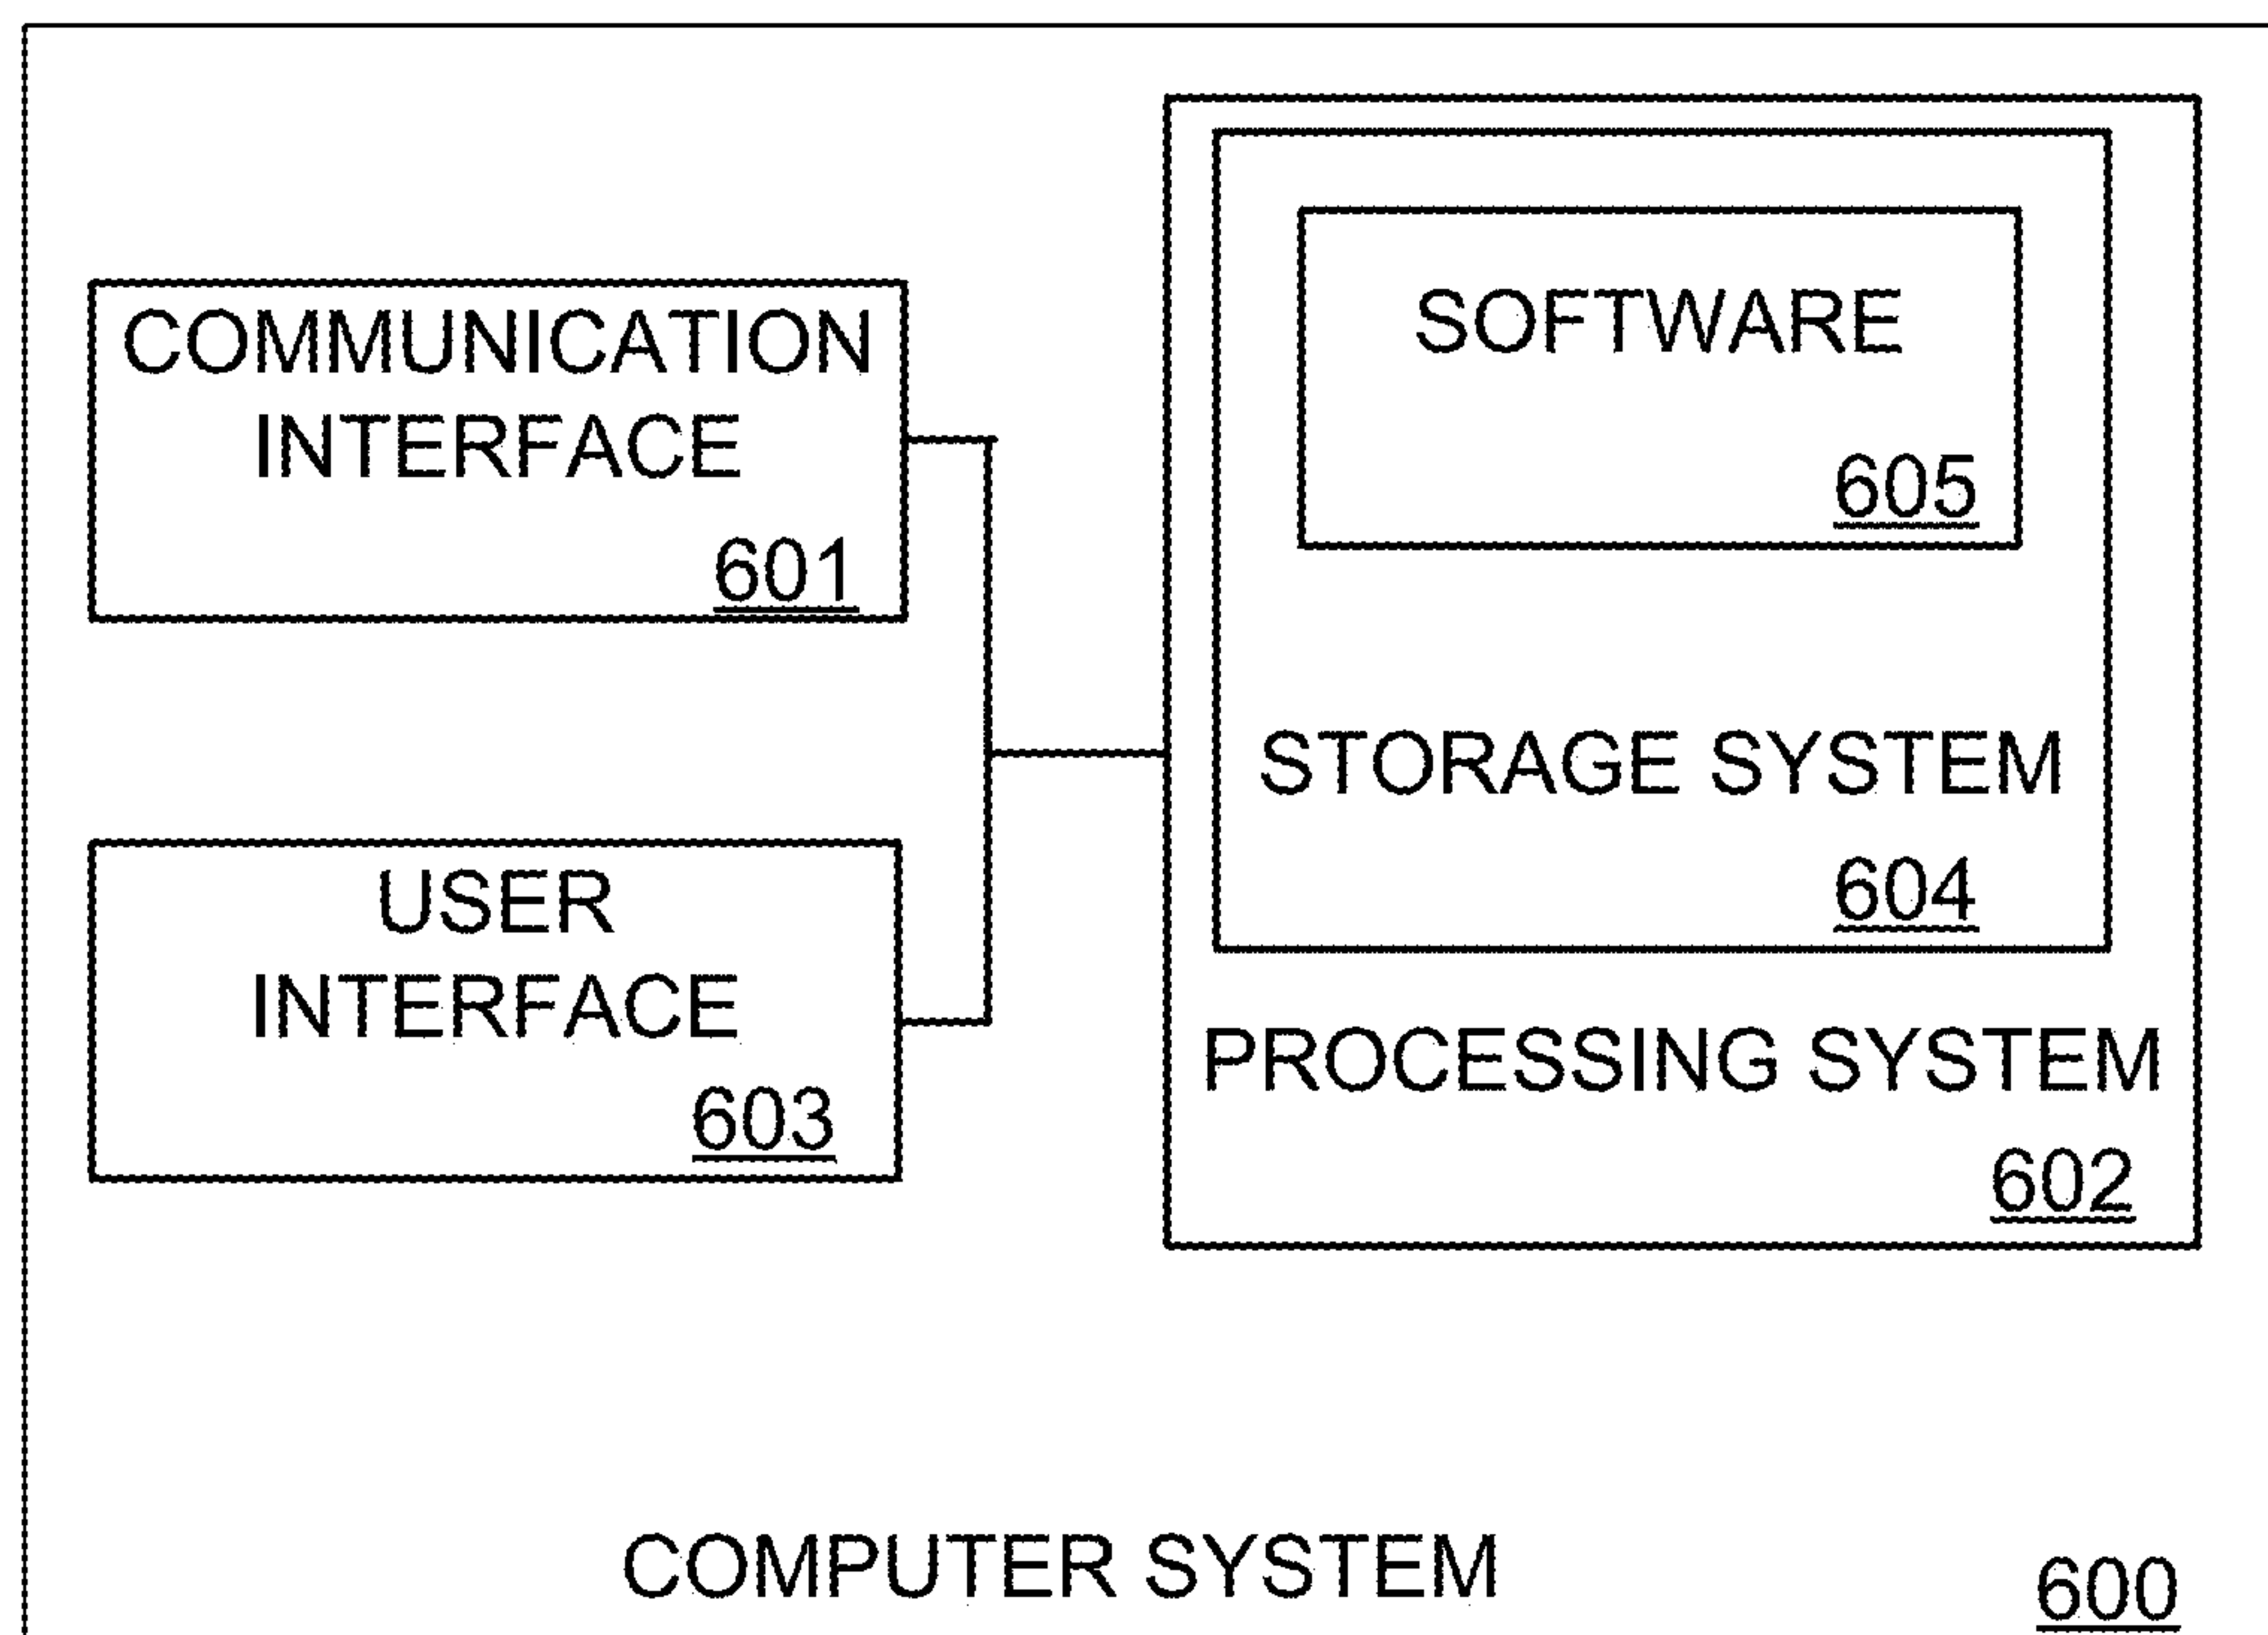 COMMUNICATION
INTERFACE
601
USER
INTERFACE
603
SOFTWARE
605
STORAGE SYSTEM
604
PROCESSING SYSTEM
602
COMPUTER SYSTEM
600